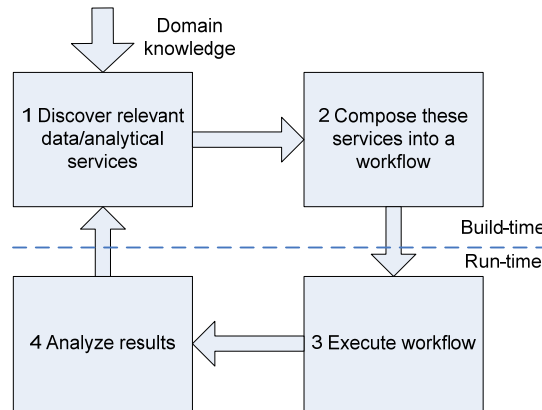 Domain
knowledge
1 Discover relevant
data/analytical
services
2 Compose these
services into a
workflow
Build-time
Run-time
4 Analyze results
3 Execute workflow